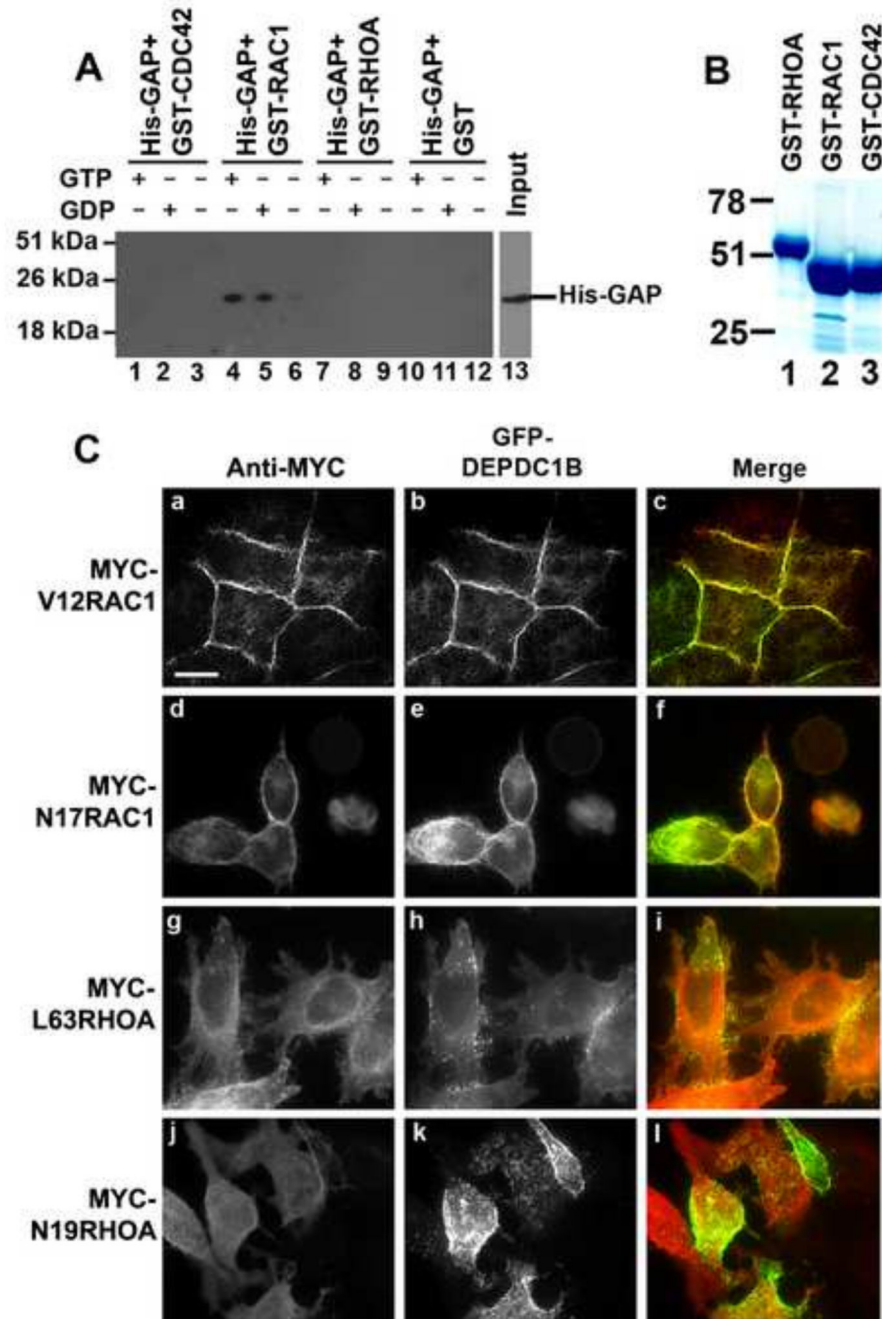 A
His-GAP+
GST-CDC42
His-GAP+
GST-RAC1
His-GAP+
GST-RHOA
His-GAP+
GST
Input
GTP + - - + - - + - - + - -
GDP - + - - + - - + - - + -
51 kDa
26 kDa
18 kDa
His-GAP
1 2 3 4 5 6 7 8 9 10 11 12 13
B
GST-RHOA
GST-RAC1
GST-CDC42
78
51
25
1 2 3
C
Anti-MYC
GFP-
DEPDC1B
Merge
MYC-
V12RAC1
a b c
MYC-
N17RAC1
d e f
MYC-
L63RHOA
g h i
MYC-
N19RHOA
j k l